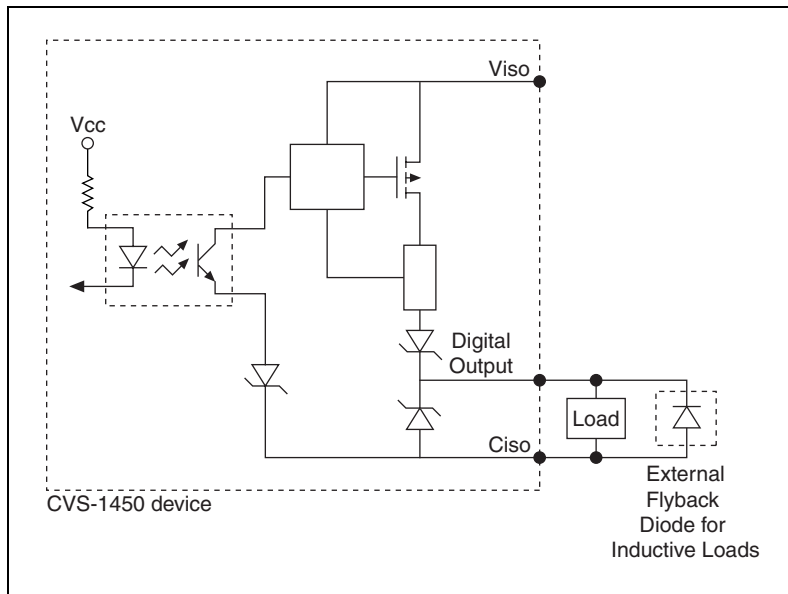 Viso
Vcc
Digital
Output
Load
Ciso
External
Flyback
Diode for
Inductive Loads
CVS-1450 device